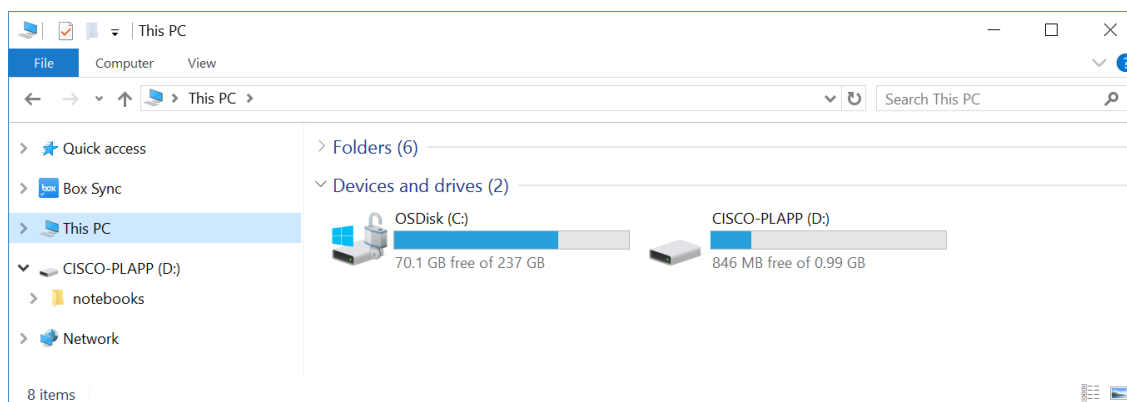 This PC
File Computer View
This PC
Search This PC
Quick access
Box Sync
This PC
CISCO-PLAPP (D:)
notebooks
Network
Folders (6)
Devices and drives (2)
OSDisk (C:)
70.1 GB free of 237 GB
CISCO-PLAPP (D:)
846 MB free of 0.99 GB
8 items